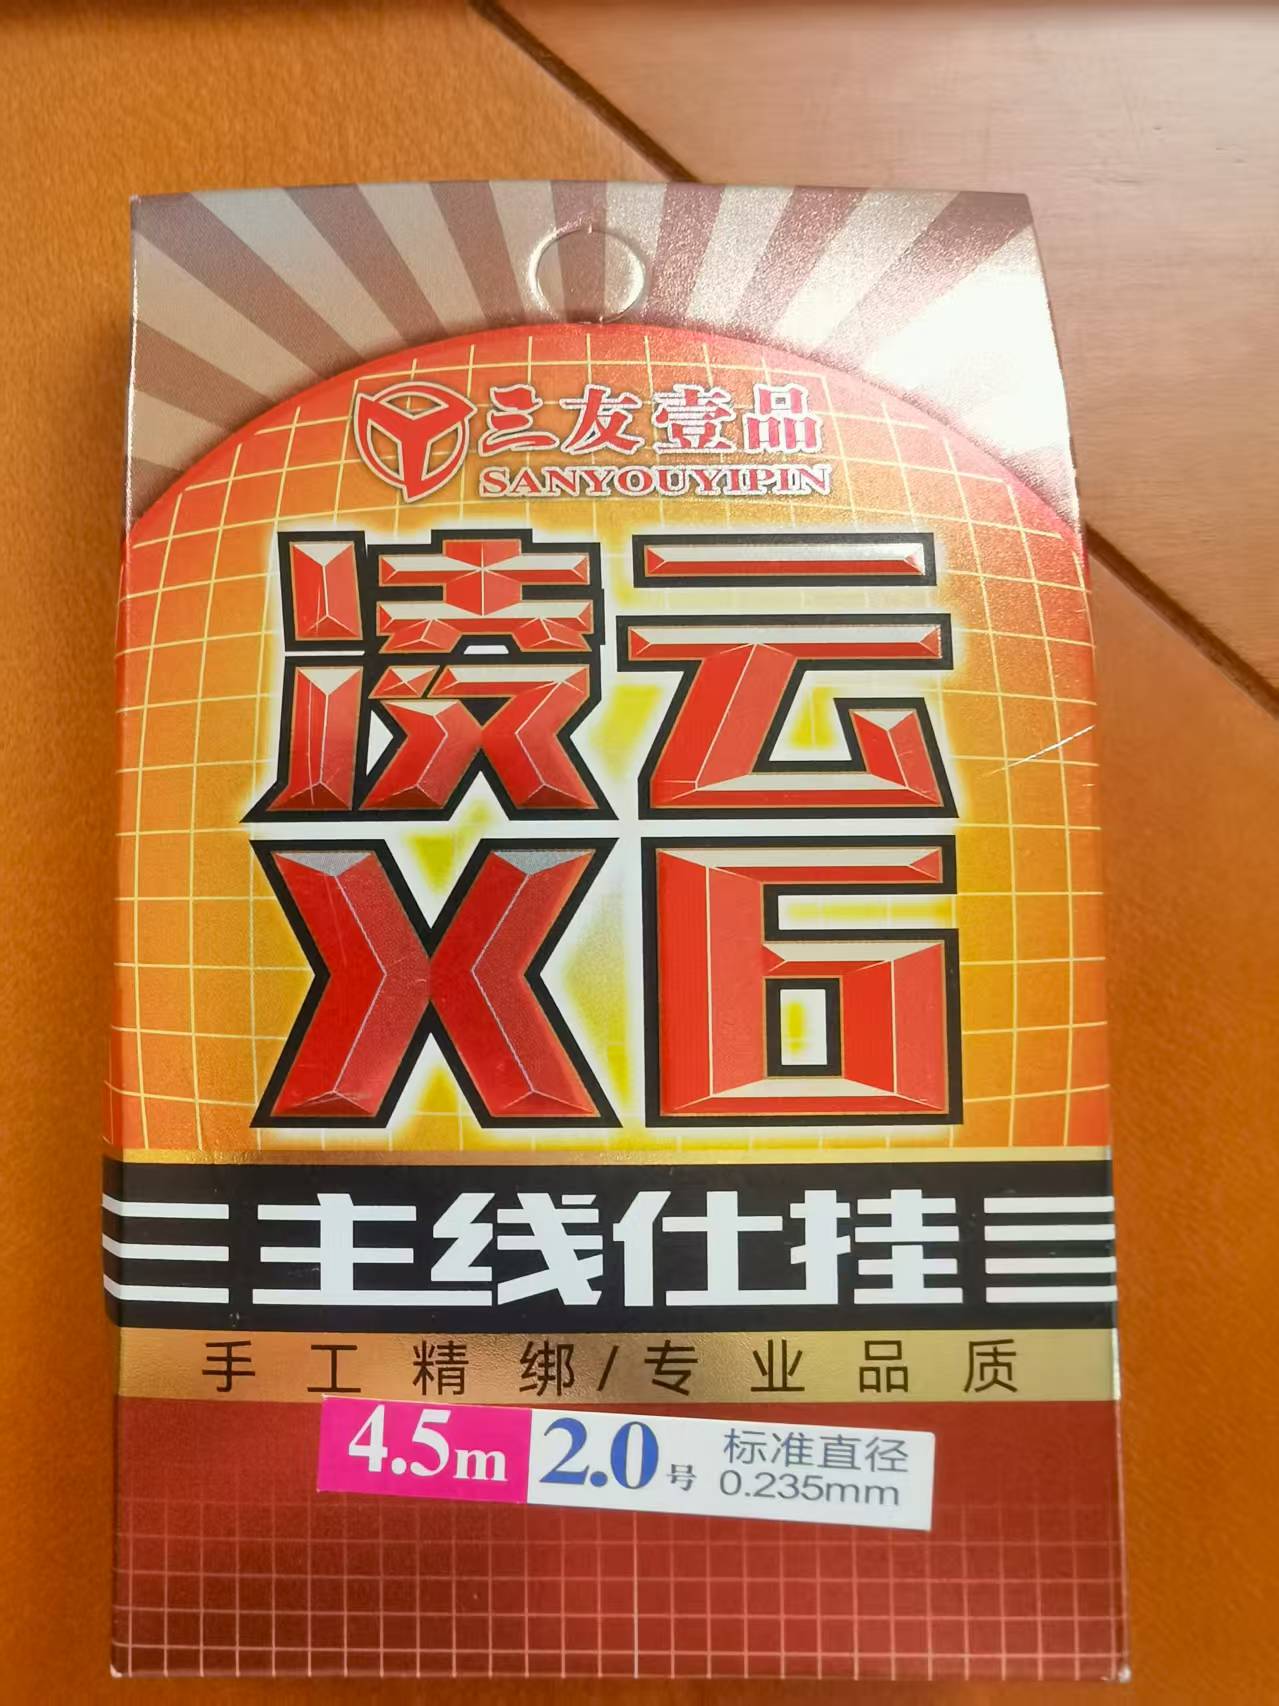 三友壹品
SANYOUYIPIN
凌云
X6
主线仕挂
手工精绑/专业品质
4.5m 2.0号 标准直径
0.235mm